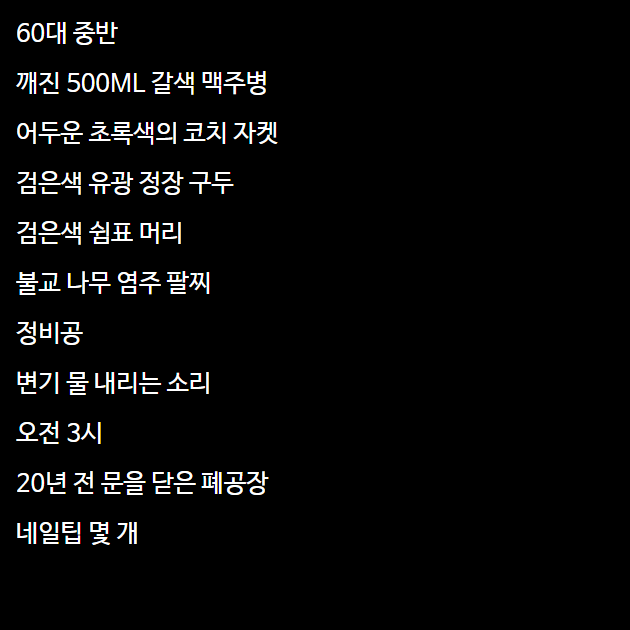 60대 중반
깨진 500ML 갈색 맥주병
어두운 초록색의 코치 자켓
검은색 유광 정장 구두
검은색 쉼표 머리
불교 나무 염주 팔찌
정비공
변기 물 내리는 소리
오전 3시
20년 전 문을 닫은 폐공장
네일팁 몇 개